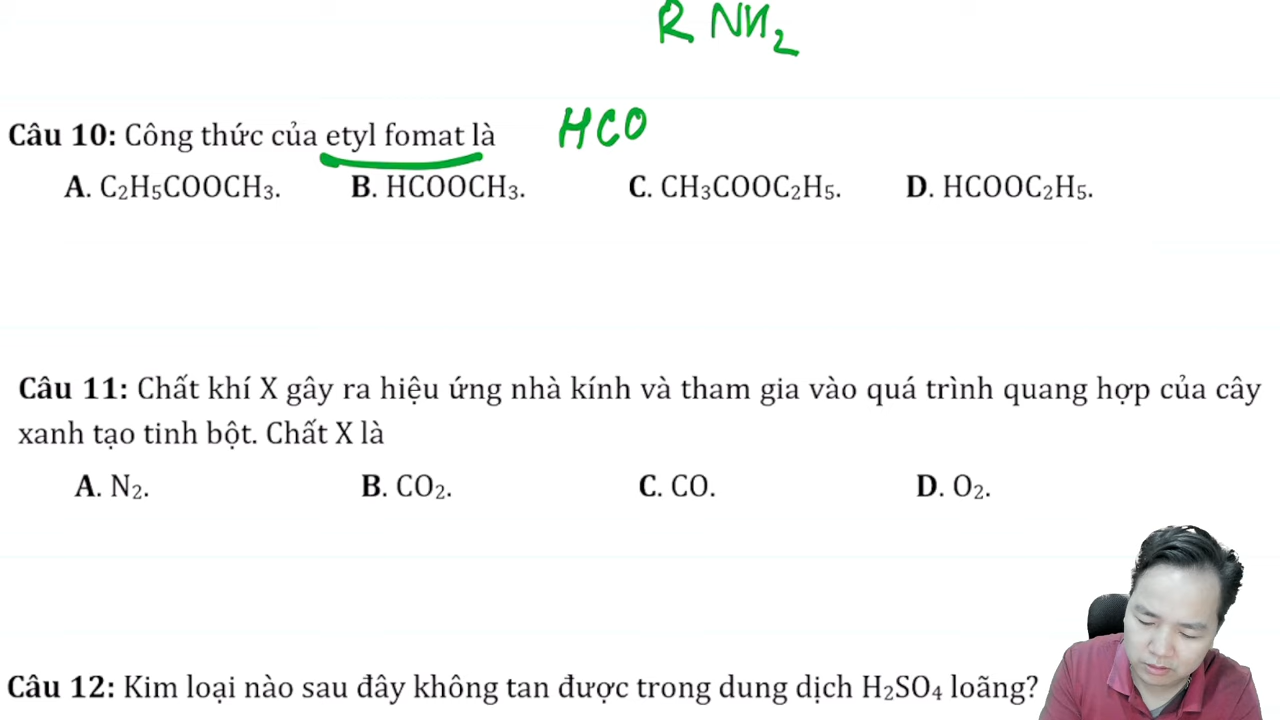 R NH₂
Câu 10: Công thức của etyl fomat là HCO
A. C₂H₅COOCH₃. B. HCOOCH₃. C. CH₃COOC₂H₅. D. HCOOC₂H₅.
Câu 11: Chất khí X gây ra hiệu ứng nhà kính và tham gia vào quá trình quang hợp của cây
xanh tạo tinh bột. Chất X là
A. N₂. B. CO₂. C. CO. D. O₂.
Câu 12: Kim loại nào sau đây không tan được trong dung dịch H₂SO₄ loãng?